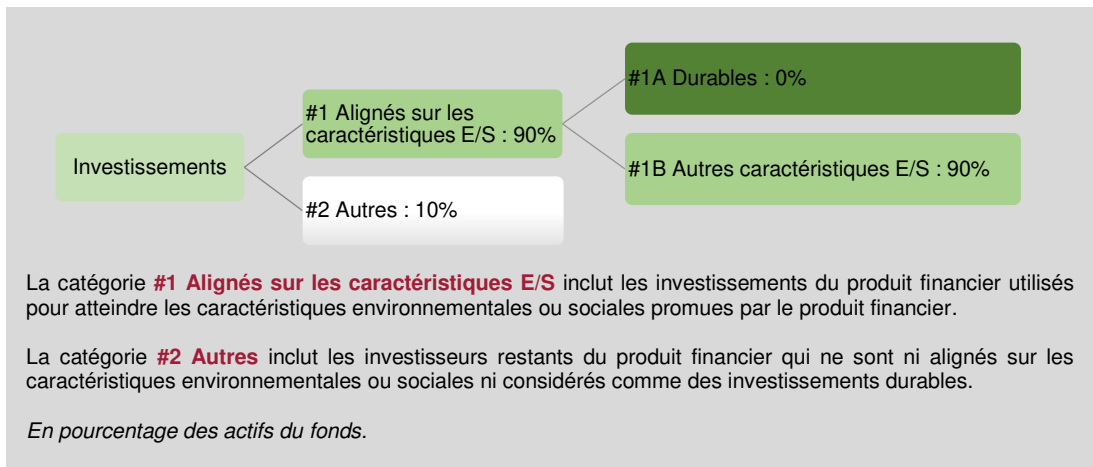 #1A Durables : 0%
#1 Alignés sur les
caractéristiques E/S : 90%
Investissements
#1B Autres caractéristiques E/S : 90%
#2 Autres : 10%
La catégorie #1 Alignés sur les caractéristiques E/S inclut les investissements du produit financier utilisés
pour atteindre les caractéristiques environnementales ou sociales promues par le produit financier.
La catégorie #2 Autres inclut les investisseurs restants du produit financier qui ne sont ni alignés sur les
caractéristiques environnementales ou sociales ni considérés comme des investissements durables.
En pourcentage des actifs du fonds.